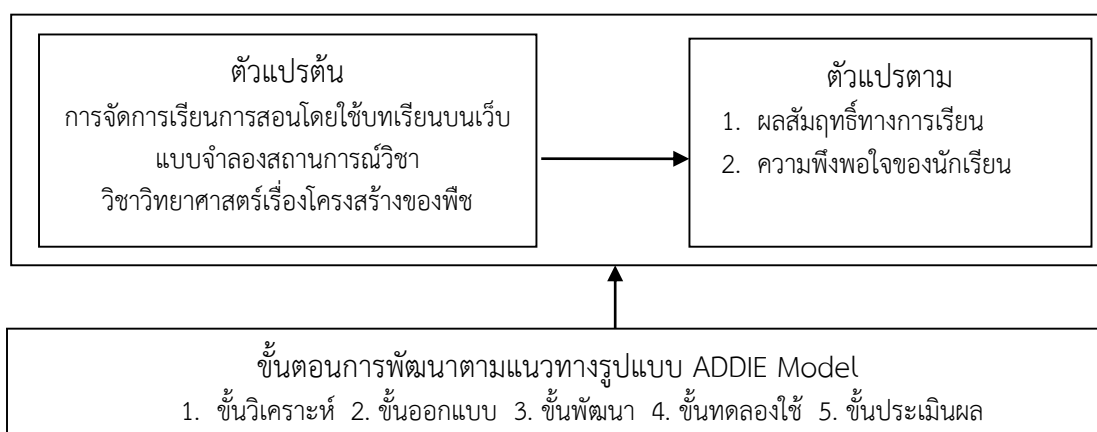 ตัวแปรต้น
การจัดการเรียนการสอนโดยใช้บทเรียนบนเว็บ
แบบจำลองสถานการณ์วิชา
วิชาวิทยาศาสตร์เรื่องโครงสร้างของพืช
ตัวแปรตาม
1. ผลสัมฤทธิ์ทางการเรียน
2. ความพึงพอใจของนักเรียน
ขั้นตอนการพัฒนาตามแนวทางรูปแบบ ADDIE Model
1. ขั้นวิเคราะห์ 2. ขั้นออกแบบ 3. ขั้นพัฒนา 4. ขั้นทดลองใช้ 5. ขั้นประเมินผล